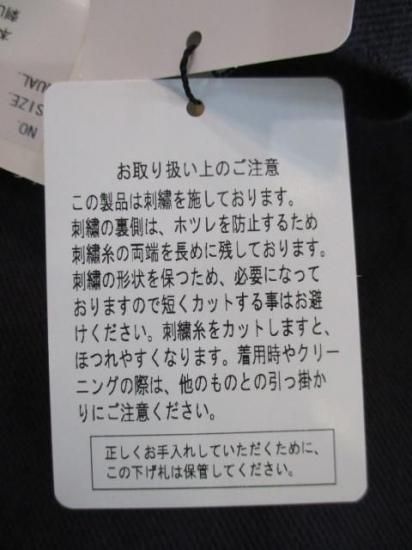 本
刺し
UAL.
SIZE.
NO.
お取り扱い上のご注意
この製品は刺繍を施しております。
刺繍の裏側は、ホツレを防止するため
刺繍糸の両端を長めに残しております。
刺繍の形状を保つため、必要になって
おりますので短くカットする事はお避
けください。刺繍糸をカットしますと、
ほつれやすくなります。着用時やクリー
ニングの際は、他のものとの引っ掛か
りにご注意ください。
正しくお手入れしていただくために、
この下げ札は保管してください。